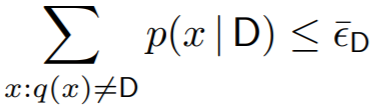 ∑ p(x | D) ≤ ϵ̄_D
x:q(x)≠D